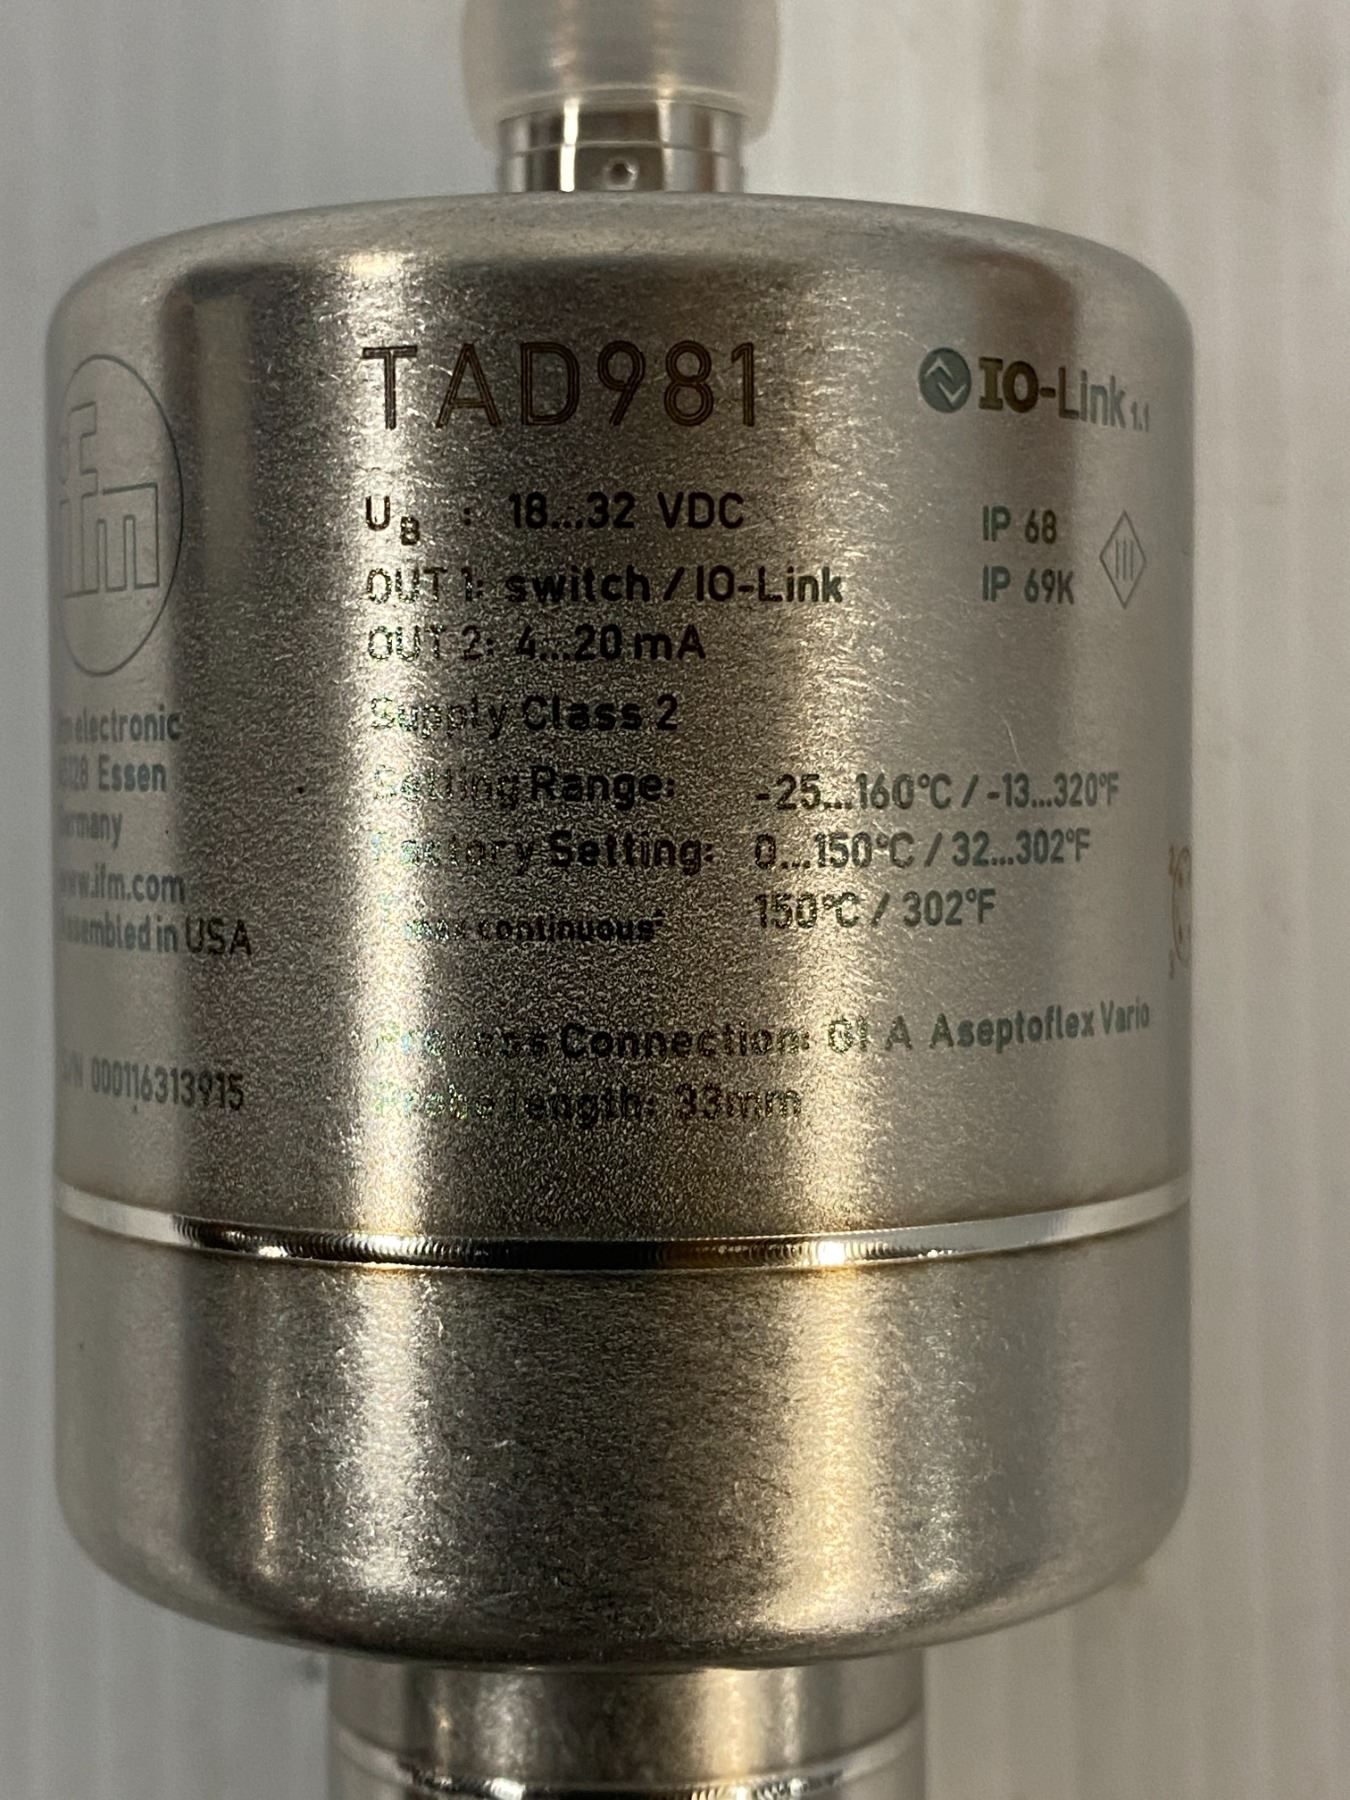 TAD981
IO-Link 1.1
ifm
UB : 18...32 VDC
OUT 1: switch / IO-Link
OUT 2: 4...20 mA
IP 68
IP 69K
III
Supply Class 2
Setting Range: -25...160°C / -13...320°F
Factory Setting: 0...150°C / 32...302°F
max continuous: 150°C / 302°F
Process Connection: G1 A Aseptoflex Vario
Probe length: 33mm
electronic
Essen
www.ifm.com
Assembled in USA
S/N 000116313915